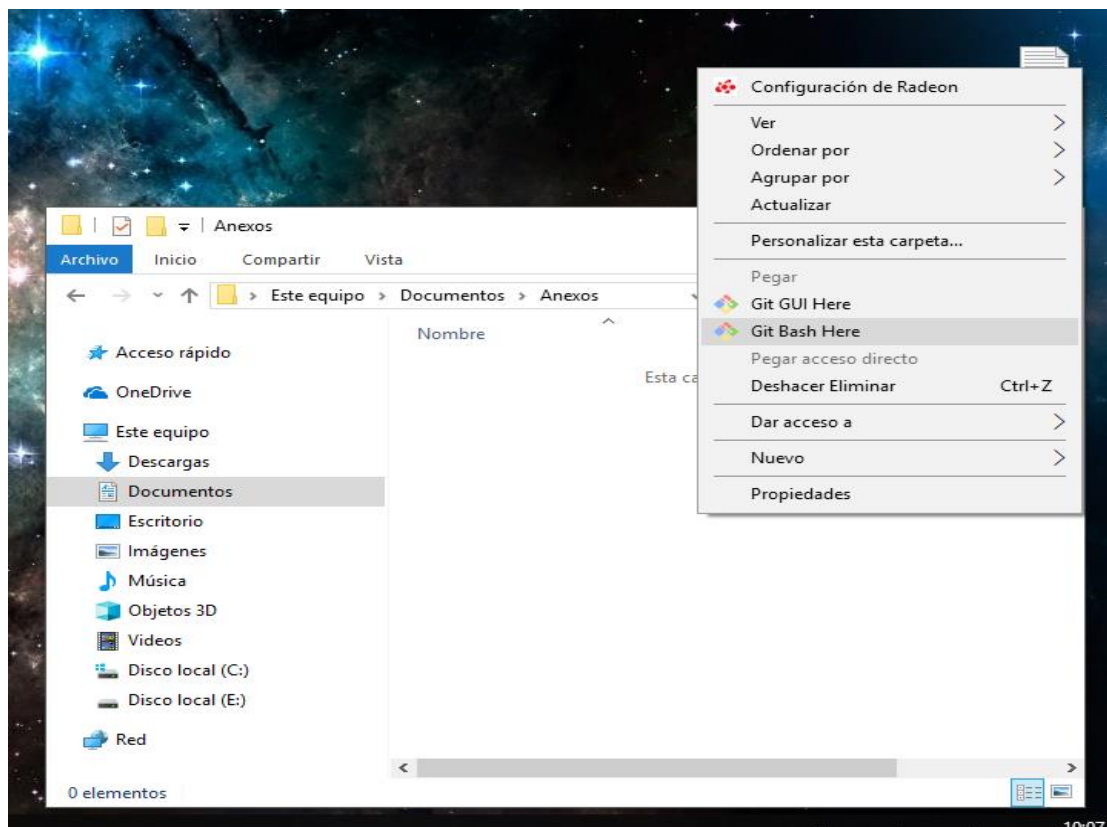 Configuración de Radeon
Ver
Ordenar por
Agrupar por
Actualizar
Personalizar esta carpeta...
Pegar
Git GUI Here
Git Bash Here
Pegar acceso directo
Deshacer Eliminar Ctrl+Z
Dar acceso a
Nuevo
Propiedades
Anexos
Archivo Inicio Compartir Vista
Este equipo > Documentos > Anexos
Nombre
Esta
Acceso rápido
OneDrive
Este equipo
Descargas
Documentos
Escritorio
Imágenes
Música
Objetos 3D
Videos
Disco local (C:)
Disco local (E:)
Red
0 elementos